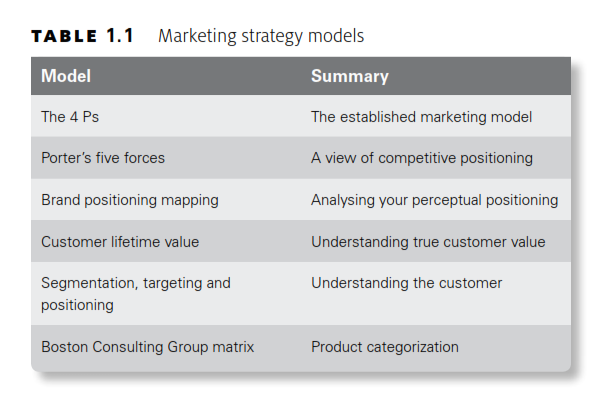 TABLE 1.1 Marketing strategy models
Model Summary
The 4 Ps The established marketing model
Porter's five forces A view of competitive positioning
Brand positioning mapping Analysing your perceptual positioning
Customer lifetime value Understanding true customer value
Segmentation, targeting and Understanding the customer
positioning
Boston Consulting Group matrix Product categorization